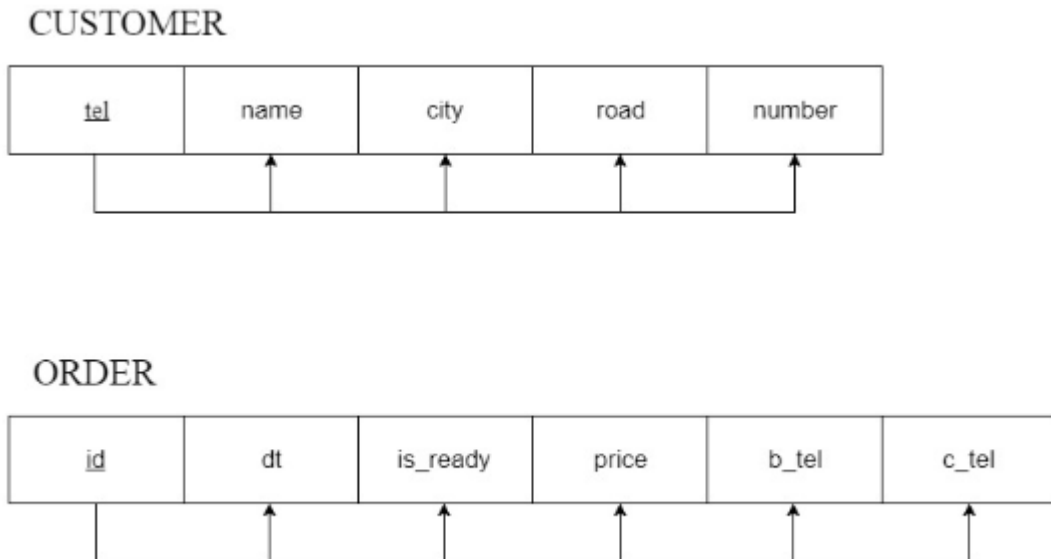 CUSTOMER
tel name city road number
ORDER
id dt is_ready price b_tel c_tel